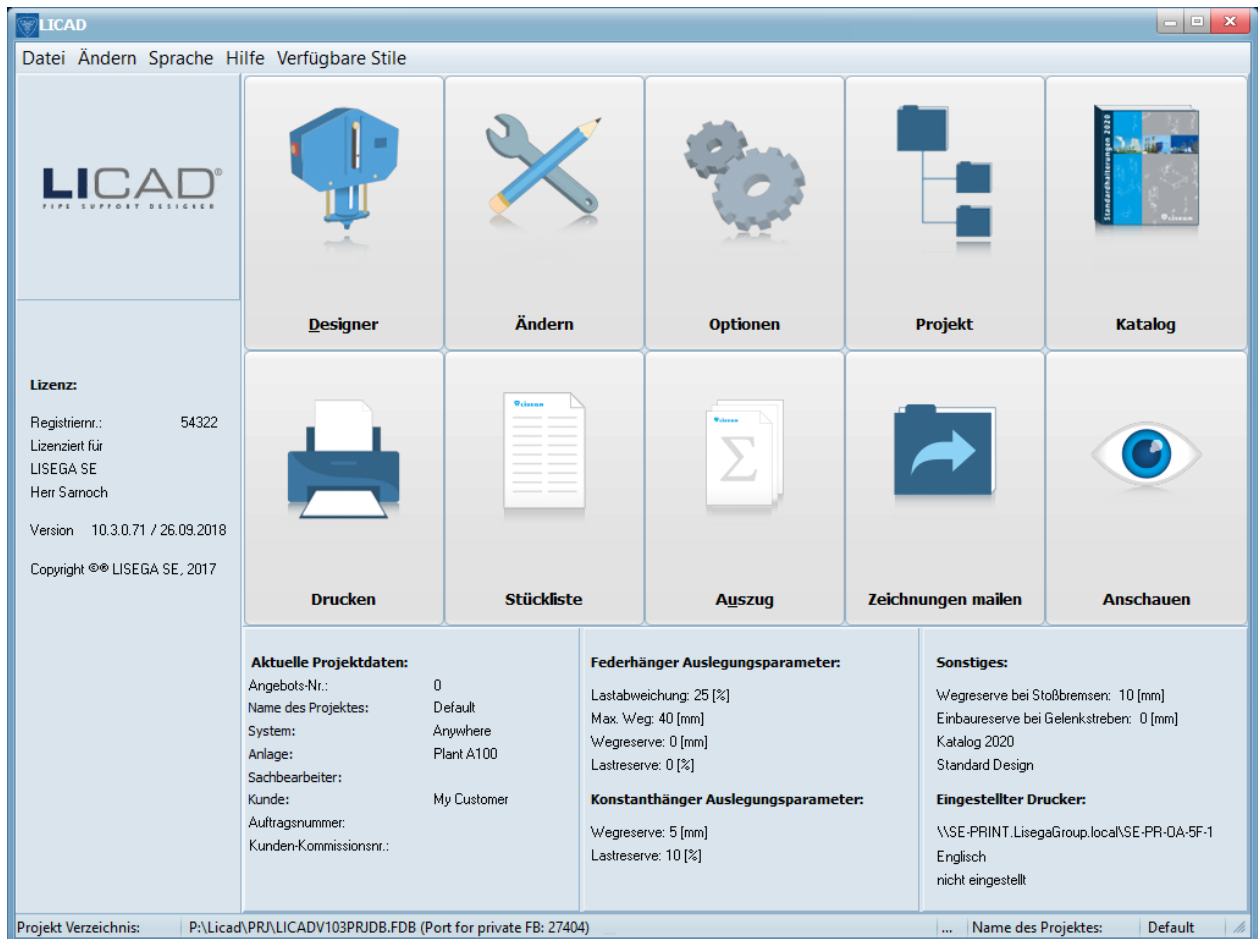 LICAD
Datei Ändern Sprache Hilfe Verfügbare Stile
LICAD®
PIPE SUPPORT DESIGNER
Designer
Ändern
Optionen
Projekt
Standardhalterungen 2020
LISEGA
Katalog
Lizenz:
Registriernr.: 54322
Lizenziert für
LISEGA SE
Herr Sarnoch
Version 10.3.0.71 / 26.09.2018
Copyright ©® LISEGA SE, 2017
Drucken
LISEGA
Stückliste
LISEGA
Σ
Auszug
Zeichnungen mailen
Anschauen
Aktuelle Projektdaten:
Angebots-Nr.: 0
Name des Projektes: Default
System: Anywhere
Anlage: Plant A100
Sachbearbeiter:
Kunde: My Customer
Auftragsnummer:
Kunden-Kommissionsnr.:
Federhänger Auslegungsparameter:
Lastabweichung: 25 [%]
Max. Weg: 40 [mm]
Wegreserve: 0 [mm]
Lastreserve: 0 [%]
Konstanthänger Auslegungsparameter:
Wegreserve: 5 [mm]
Lastreserve: 10 [%]
Sonstiges:
Wegreserve bei Stoßbremsen: 10 [mm]
Einbaureserve bei Gelenkstreben: 0 [mm]
Katalog 2020
Standard Design
Eingestellter Drucker:
\\SE-PRINT.LisegaGroup.local\SE-PR-OA-5F-1
Englisch
nicht eingestellt
Projekt Verzeichnis: P:\Licad\PRJ\LICADV103PRJDB.FDB (Port for private FB: 27404) ... Name des Projektes: Default